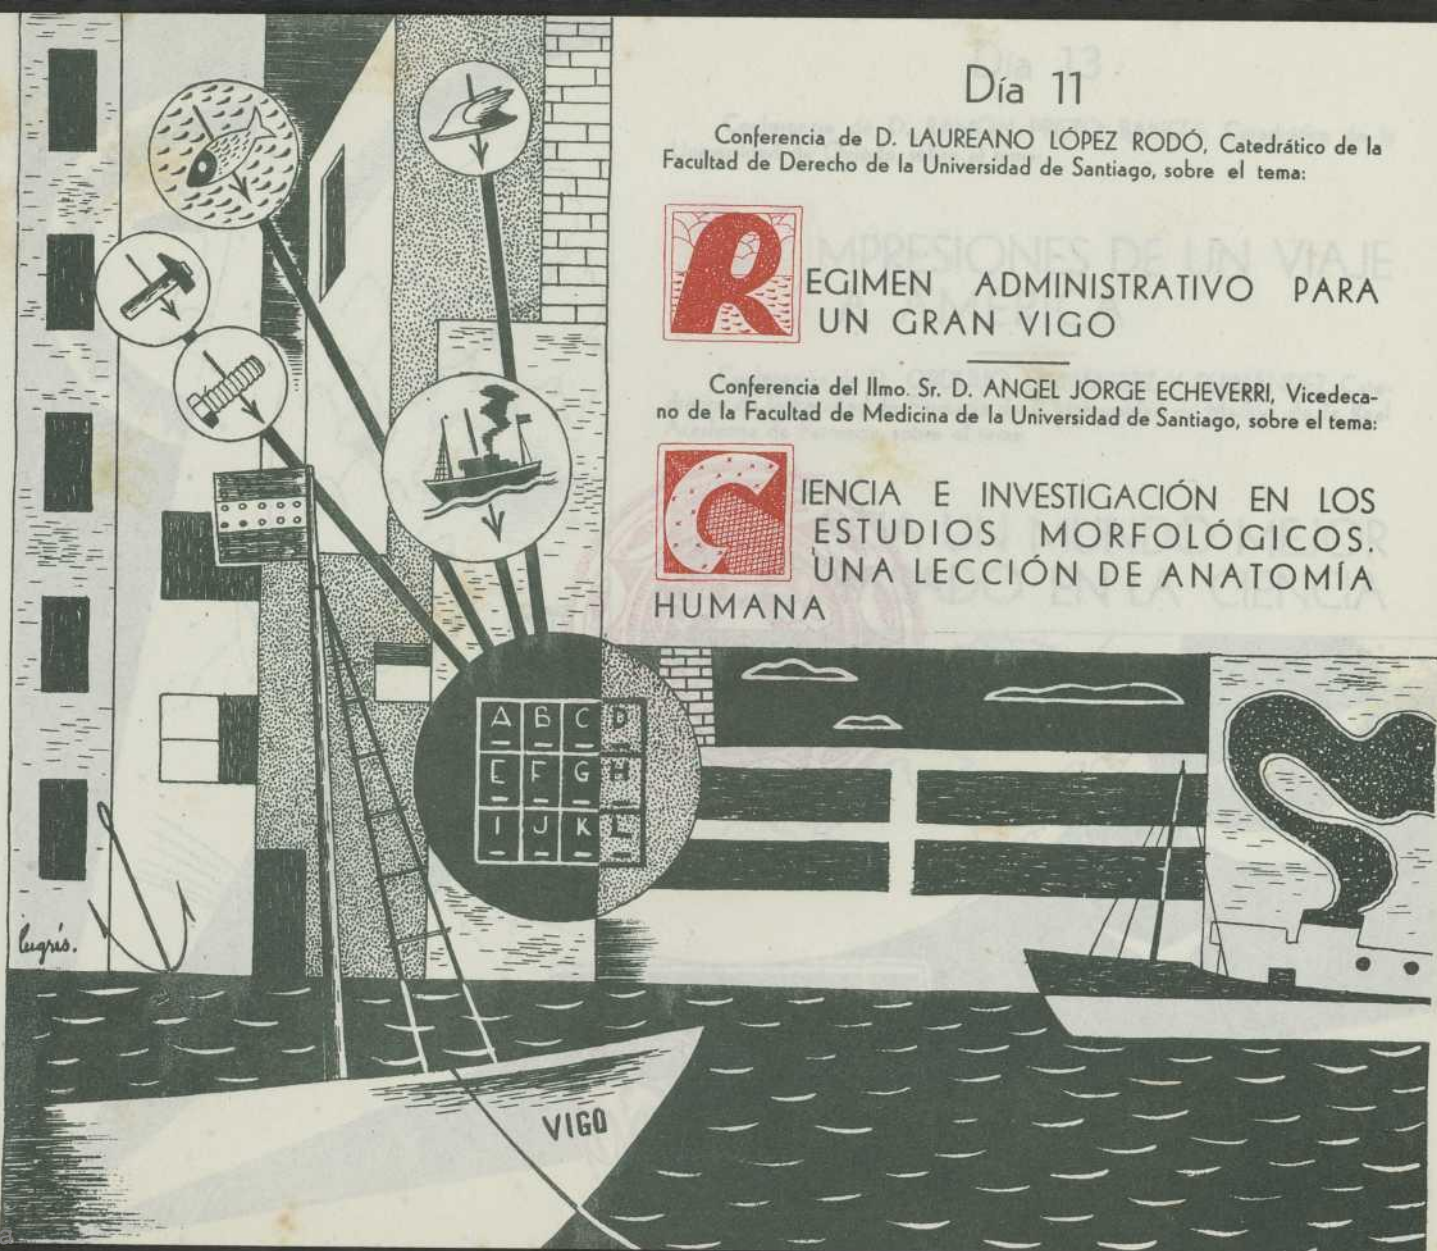 Día 11
Conferencia de D. LAUREANO LÓPEZ RODÓ, Catedrático de la
Facultad de Derecho de la Universidad de Santiago, sobre el tema:
REGIMEN ADMINISTRATIVO PARA
UN GRAN VIGO
Conferencia del Ilmo. Sr. D. ANGEL JORGE ECHEVERRI, Vicedeca-
no de la Facultad de Medicina de la Universidad de Santiago, sobre el tema:
CIENCIA E INVESTIGACIÓN EN LOS
ESTUDIOS MORFOLÓGICOS.
UNA LECCIÓN DE ANATOMÍA
HUMANA
A B C D
E F G H
I J K L
lugrís.
VIGO